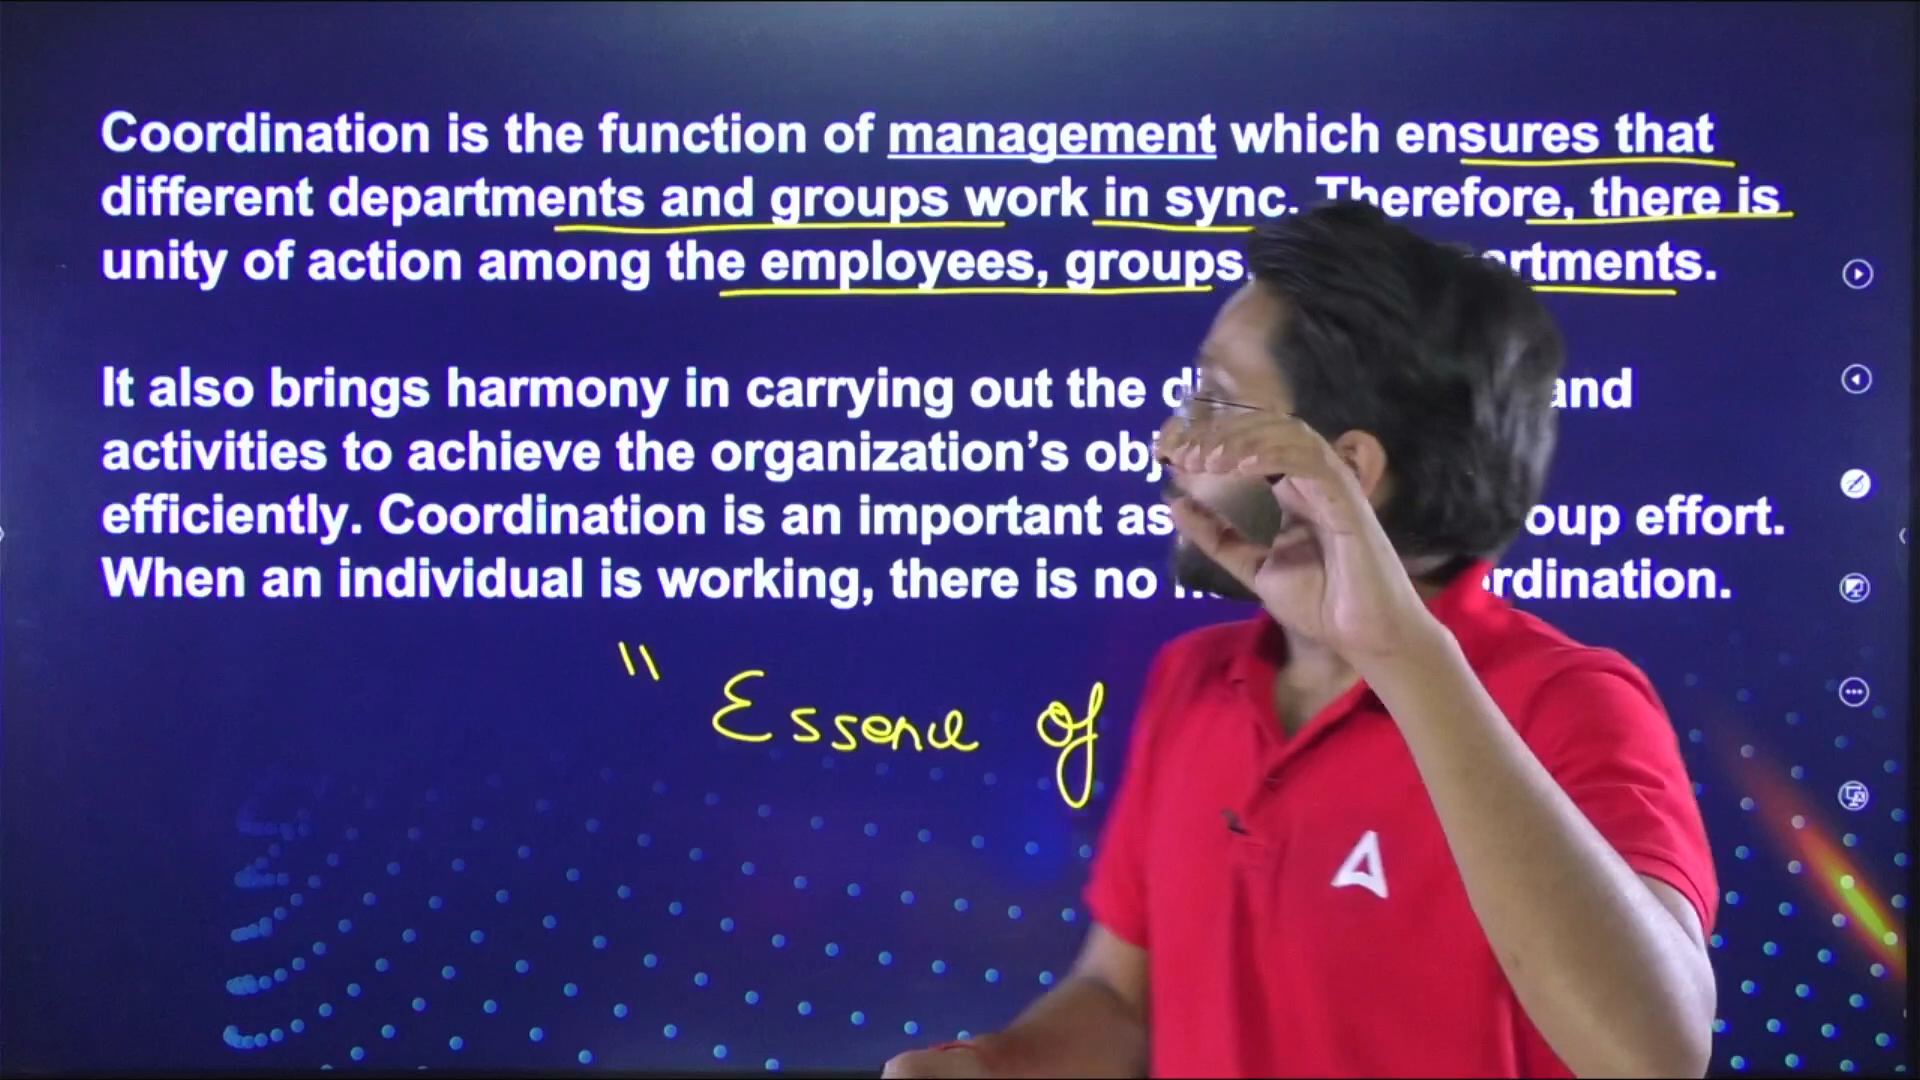 Coordination is the function of management which ensures that
different departments and groups work in sync. Therefore, there is
unity of action among the employees, groups,
It also brings harmony in carrying out the and
activities to achieve the organization's
efficiently. Coordination is an important effort.
When an individual is working, there is no
" Essence of